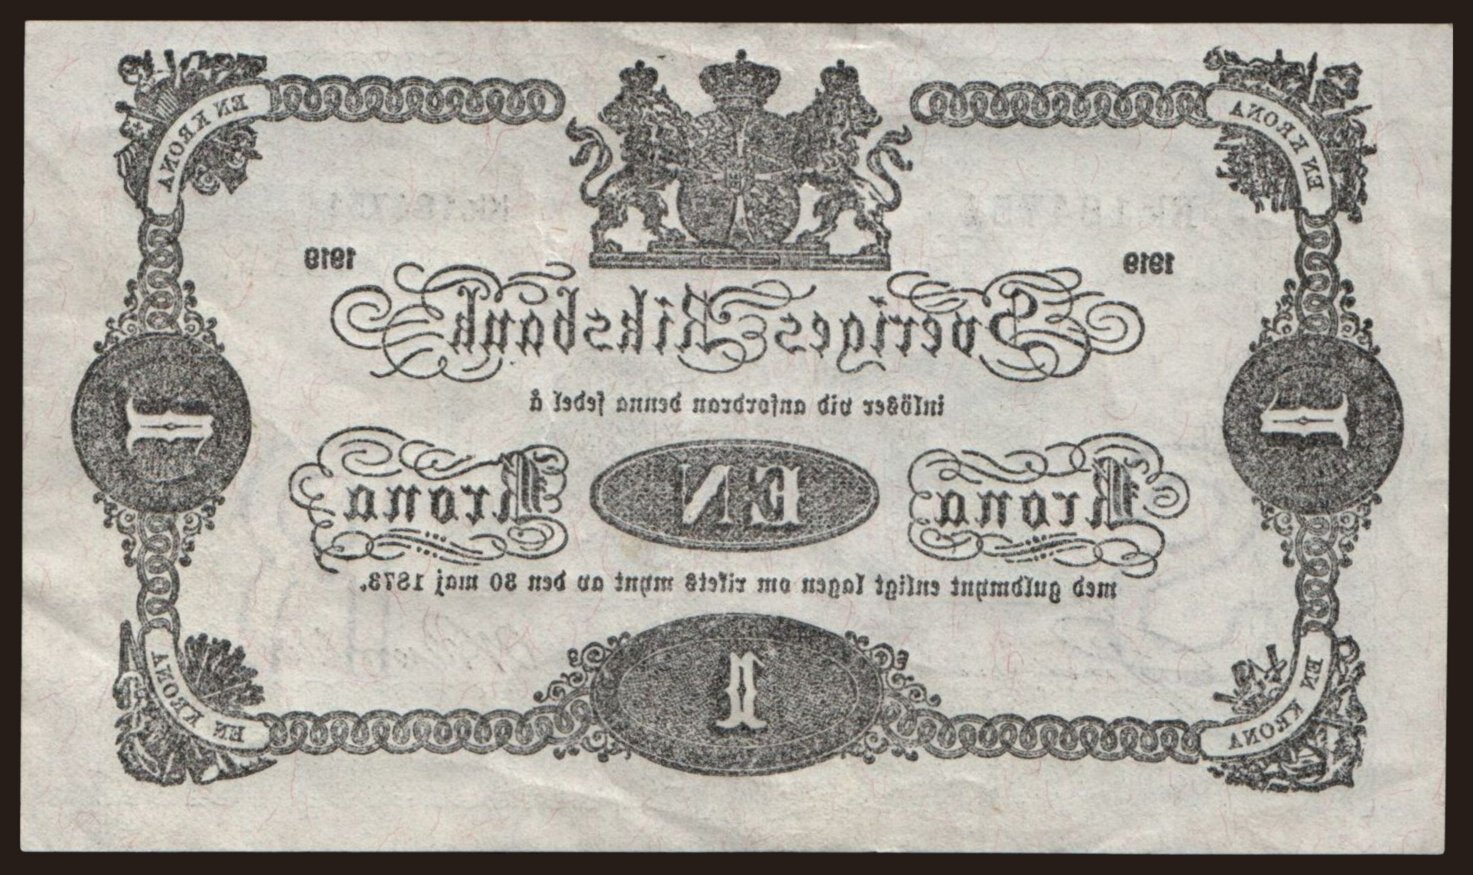 EN KRONA EN KRONA
1919 1919
Sveriges Riksbank
inlöser vid anfordran denna sedel å
Krona EN Krona
med guldmynt enligt lagen om rikets mynt av den 30 maj 1873.
1 1
1
EN KRONA EN KRONA